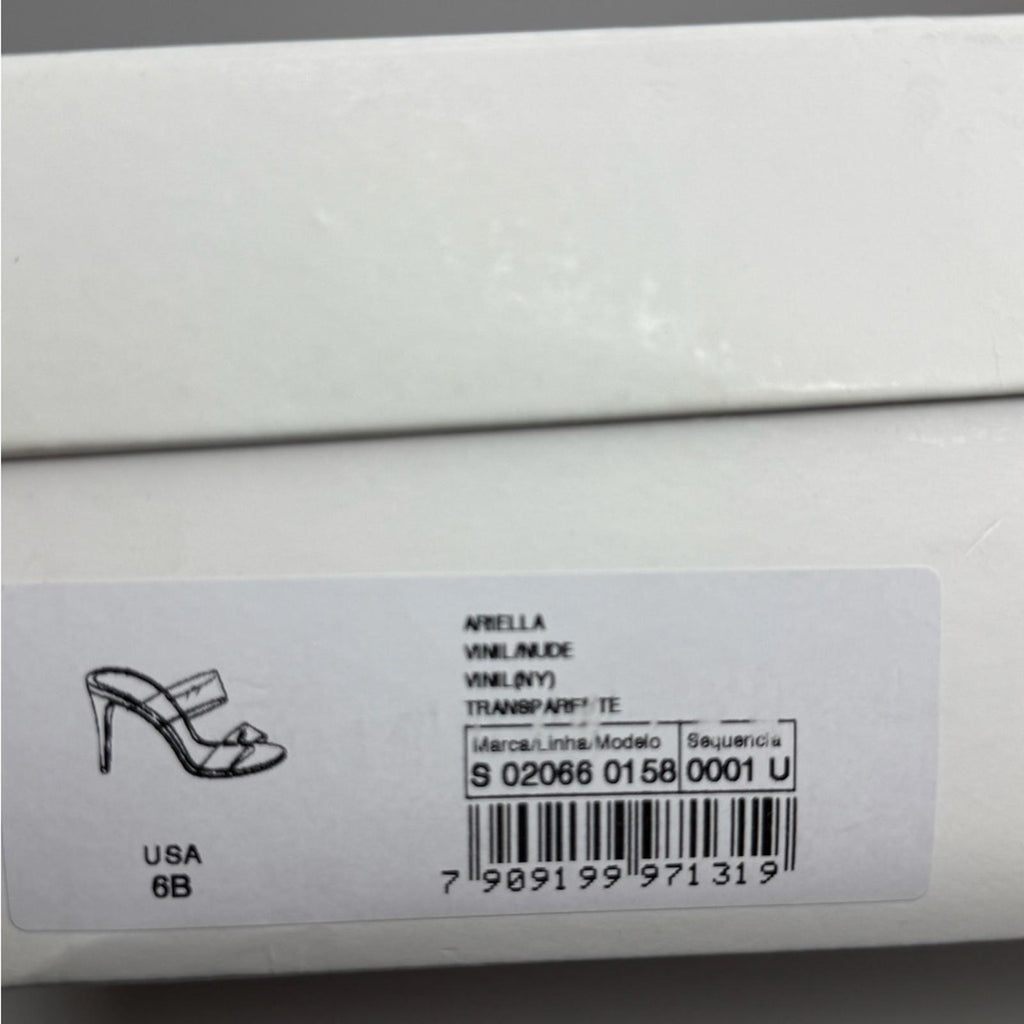 ARIELLA
VINIL/NUDE
VINIL(NY)
Marca/Linha/Modelo Sequencia
S 02066 0158 0001 U
7 909199 971319
USA
6B